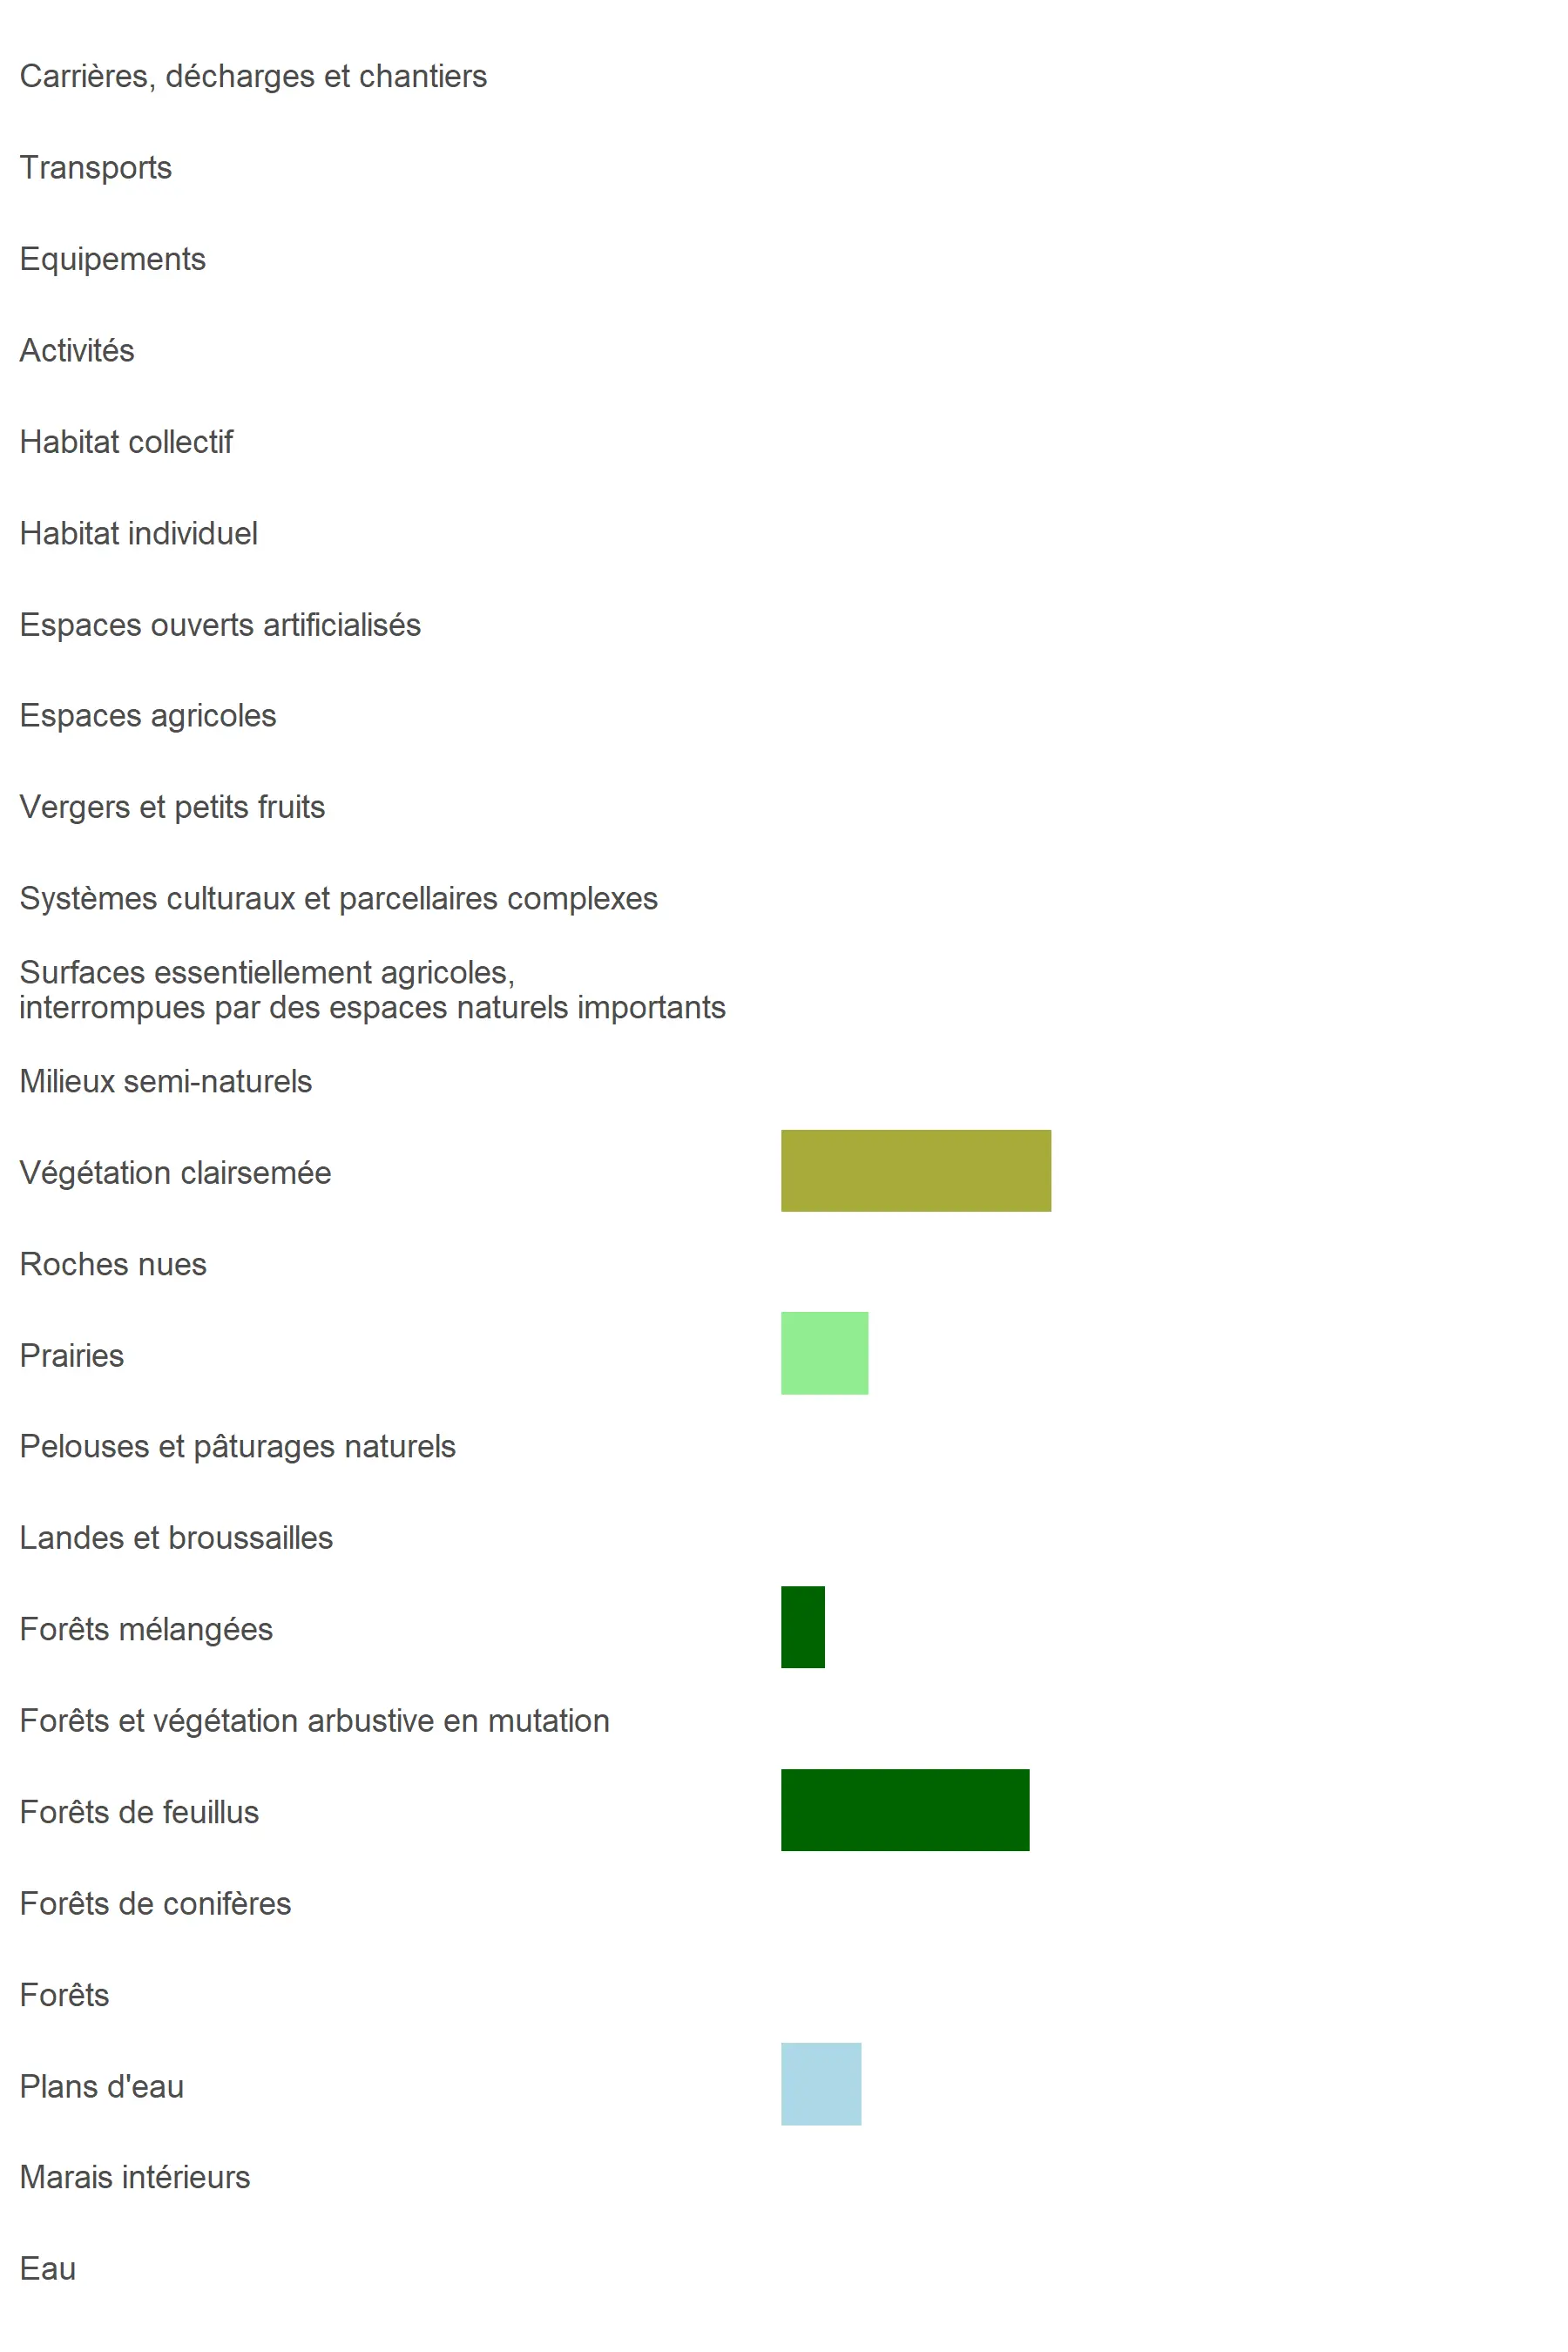 Carrières, décharges et chantiers
Transports
Equipements
Activités
Habitat collectif
Habitat individuel
Espaces ouverts artificialisés
Espaces agricoles
Vergers et petits fruits
Systèmes culturaux et parcellaires complexes
Surfaces essentiellement agricoles,
interrompues par des espaces naturels importants
Milieux semi-naturels
Végétation clairsemée
Roches nues
Prairies
Pelouses et pâturages naturels
Landes et broussailles
Forêts mélangées
Forêts et végétation arbustive en mutation
Forêts de feuillus
Forêts de conifères
Forêts
Plans d'eau
Marais intérieurs
Eau